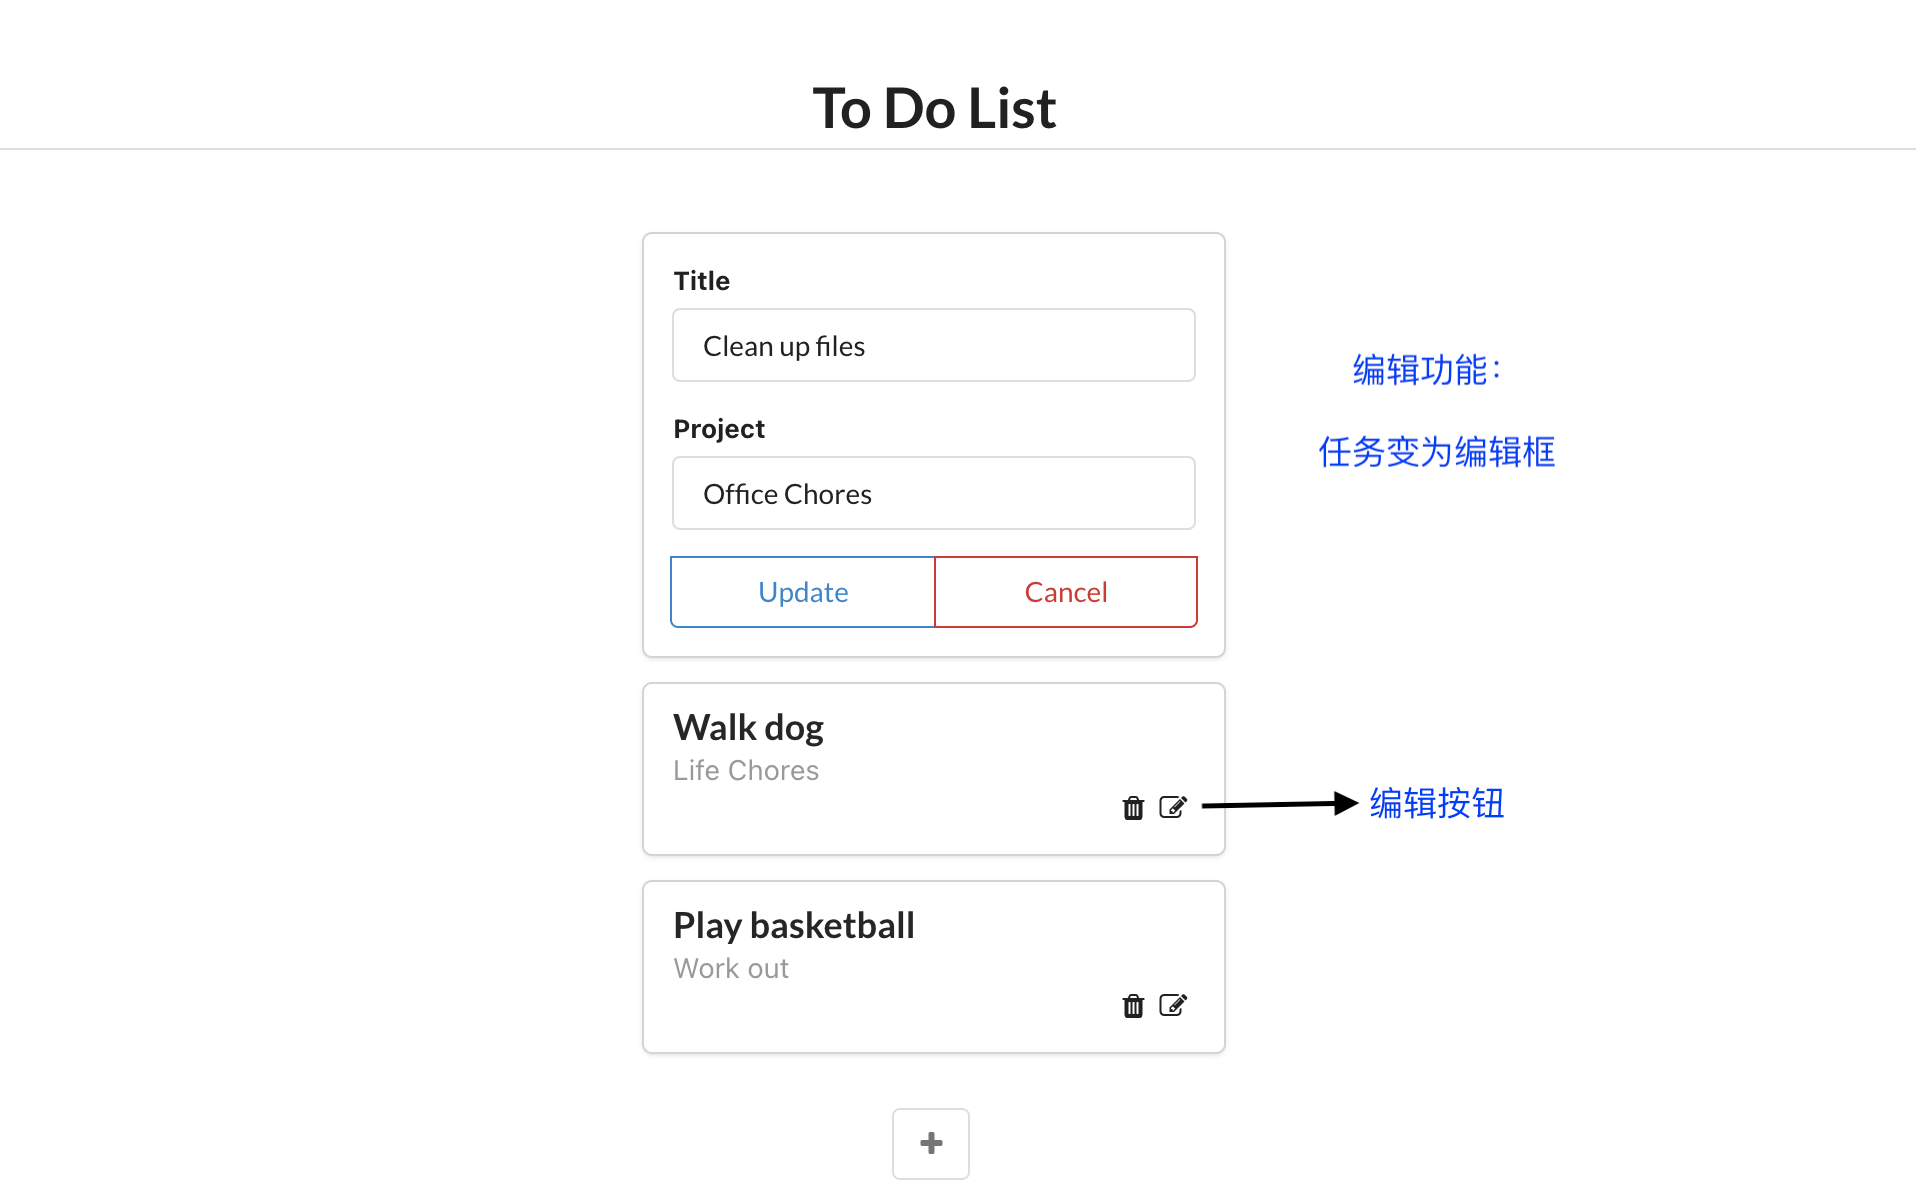 To Do List
Title
Clean up files
编辑功能：
Project
任务变为编辑框
Office Chores
Update
Cancel
Walk dog
Life Chores
编辑按钮
Play basketball
Work out